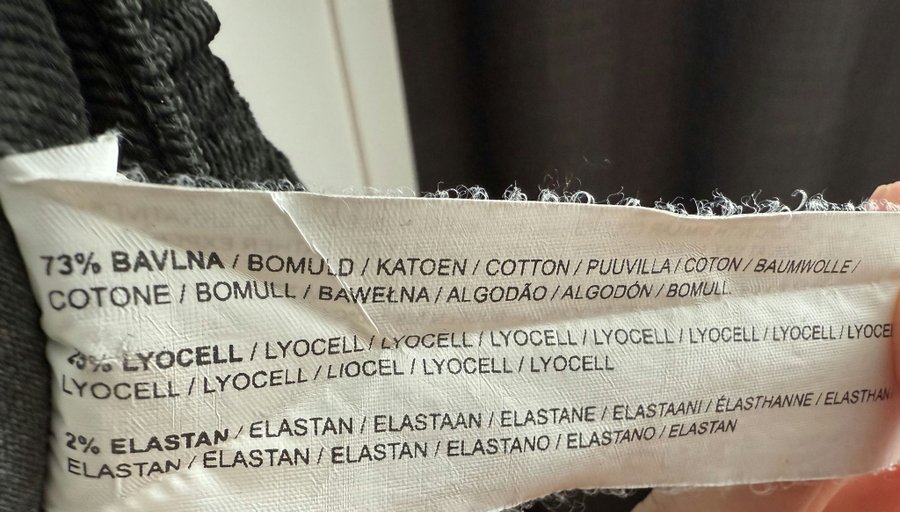 73% BAVLNA / BOMULD / KATOEN / COTTON / PUUVILLA / COTON / BAUMWOLLE /
COTONE / BOMULL / BAWEŁNA / ALGODÃO / ALGODÓN / BOMULL
LYOCELL / LYOCELL / LYOCELL / LYOCELL / LYOCELL / LYOCELL / LYOCELL / LYOCEL
LYOCELL / LYOCELL / LIOCEL / LYOCELL / LYOCELL
2% ELASTAN / ELASTAN / ELASTAAN / ELASTANE / ELASTAANI / ÉLASTHANNE / ELASTHAN
ELASTAN / ELASTAN / ELASTAN / ELASTANO / ELASTANO / ELASTAN